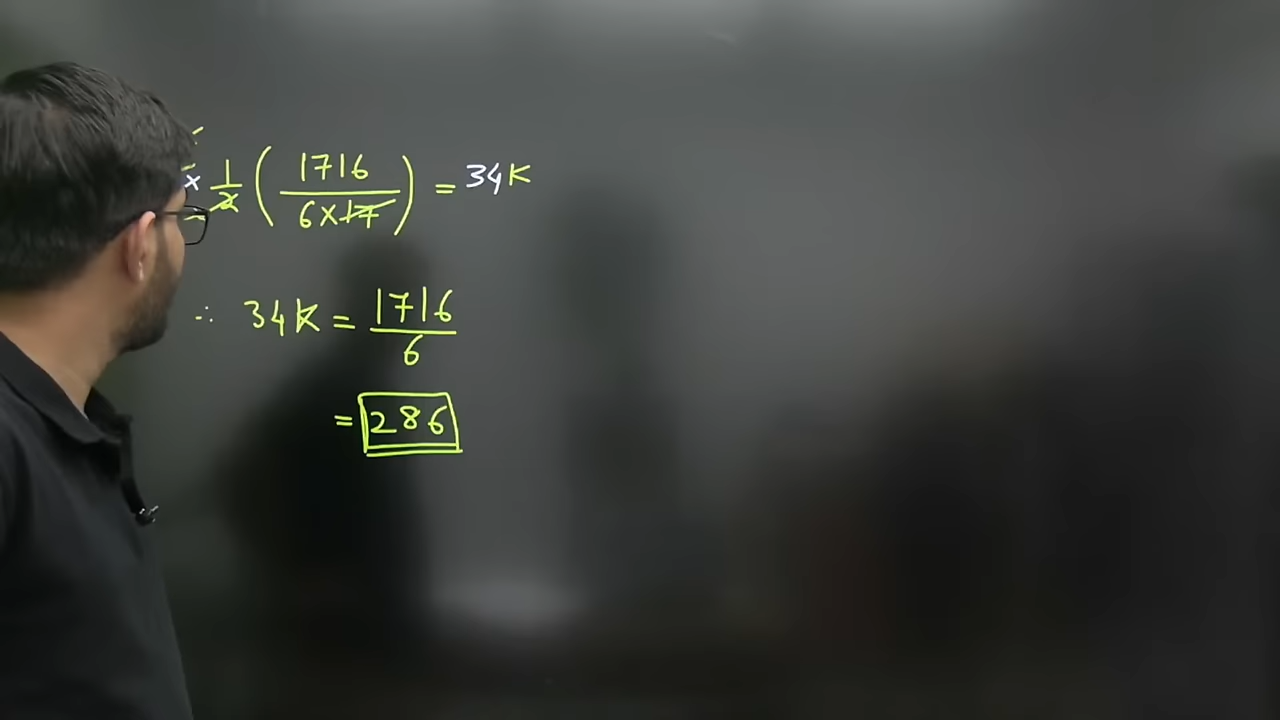 × 1/2 ( 1716 / 6×17 ) = 34K
∴ 34K = 1716 / 6
= 286